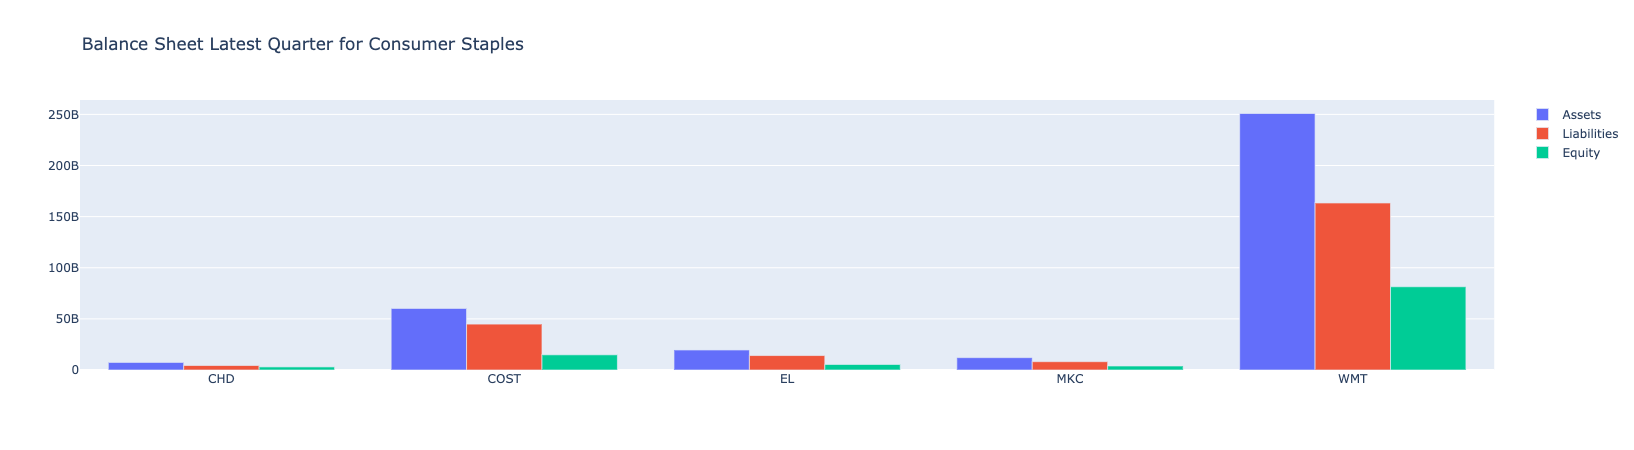 Balance Sheet Latest Quarter for Consumer Staples
250B
200B
150B
100B
50B
0
CHD COST EL MKC WMT
Assets
Liabilities
Equity